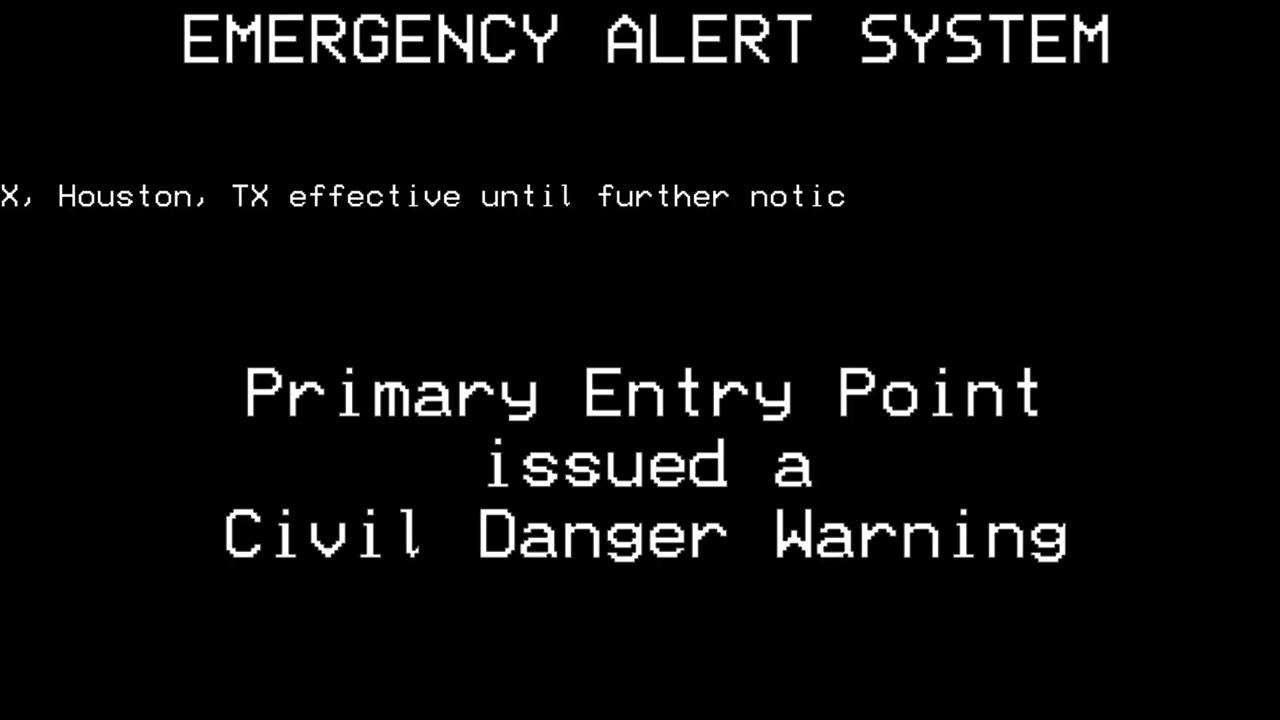 EMERGENCY ALERT SYSTEM
X, Houston, TX effective until further notic
Primary Entry Point
issued a
Civil Danger Warning